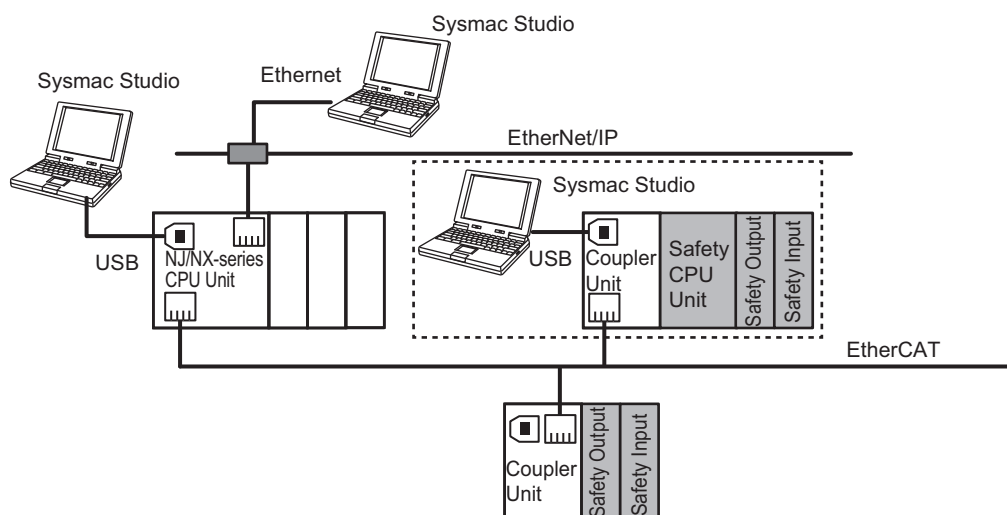 Sysmac Studio
Ethernet
Sysmac Studio
EtherNet/IP
Sysmac Studio
USB
NJ/NX-series
CPU Unit
USB
Coupler
Unit
Safety
CPU
Unit
Safety Output
Safety Input
EtherCAT
Coupler
Unit
Safety Output
Safety Input